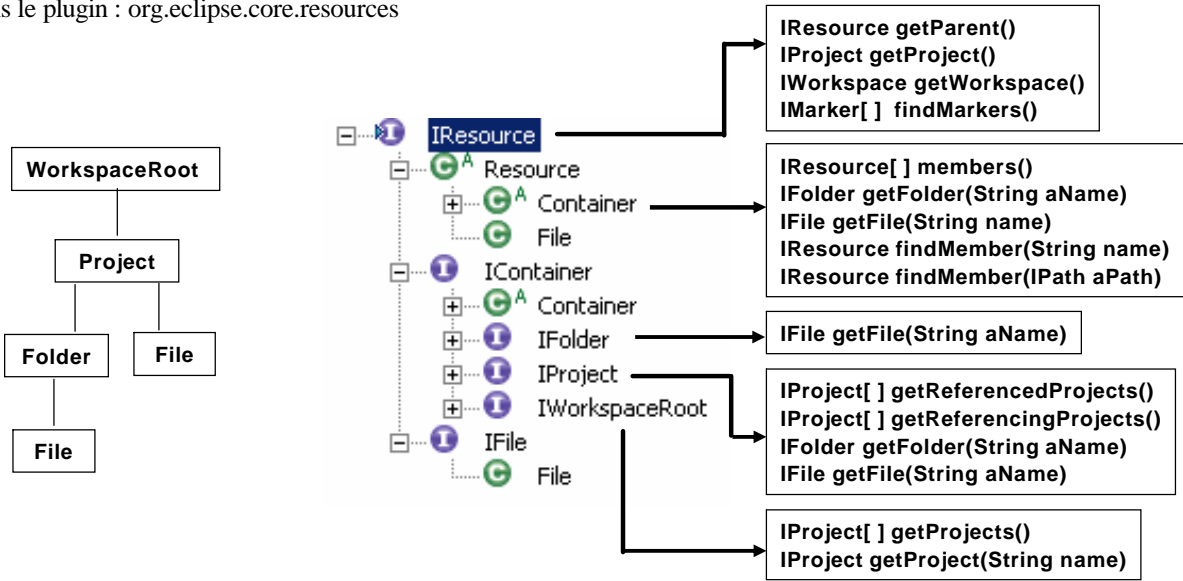 s le plugin : org.eclipse.core.resources
WorkspaceRoot
Project
Folder
File
File
IResource
A Resource
A Container
File
IContainer
A Container
IFolder
IProject
IWorkspaceRoot
IFile
File
IResource getParent()
IProject getProject()
IWorkspace getWorkspace()
IMarker[ ] findMarkers()
IResource[ ] members()
IFolder getFolder(String aName)
IFile getFile(String name)
IResource findMember(String name)
IResource findMember(IPath aPath)
IFile getFile(String aName)
IProject[ ] getReferencedProjects()
IProject[ ] getReferencingProjects()
IFolder getFolder(String aName)
IFile getFile(String aName)
IProject[ ] getProjects()
IProject getProject(String name)